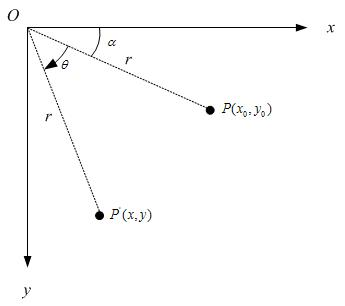 O
x
α
θ
r
P(x₀, y₀)
r
P'(x, y)
y